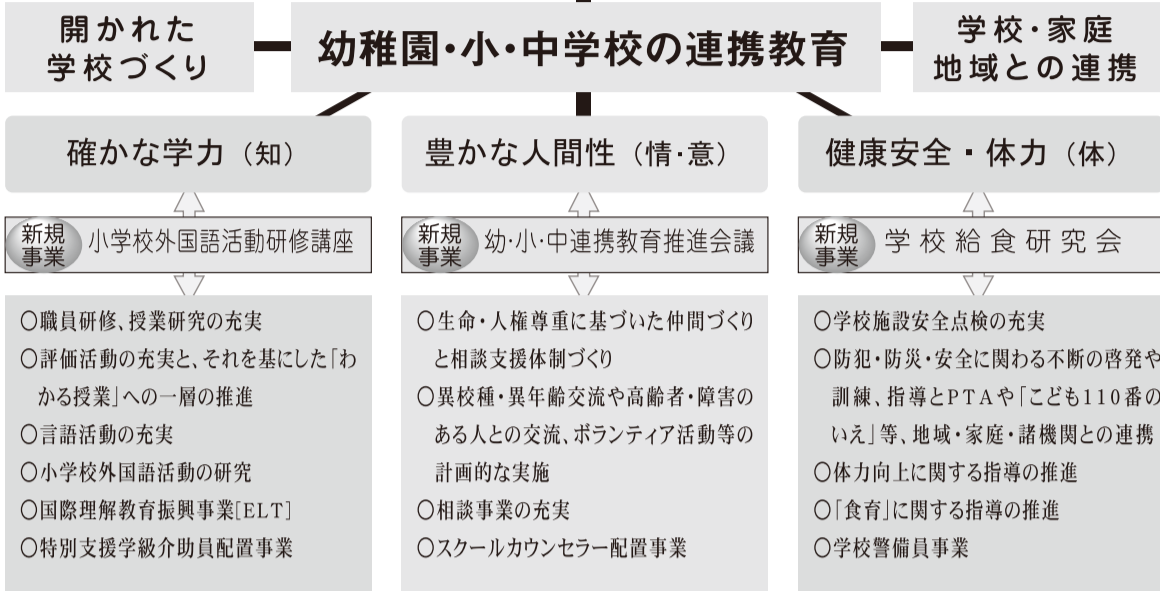 開かれた
学校づくり
幼稚園・小・中学校の連携教育
学校・家庭
地域との連携
確かな学力（知）
新規
事業
小学校外国語活動研修講座
○職員研修、授業研究の充実
○評価活動の充実と、それを基にした「わ
かる授業」への一層の推進
○言語活動の充実
○小学校外国語活動の研究
○国際理解教育振興事業[ELT]
○特別支援学級介助員配置事業
豊かな人間性（情・意）
新規
事業
幼・小・中連携教育推進会議
○生命・人権尊重に基づいた仲間づくり
と相談支援体制づくり
○異校種・異年齢交流や高齢者・障害の
ある人との交流、ボランティア活動等の
計画的な実施
○相談事業の充実
○スクールカウンセラー配置事業
健康安全・体力（体）
新規
事業
学校給食研究会
○学校施設安全点検の充実
○防犯・防災・安全に関わる不断の啓発や
訓練、指導とPTAや「こども110番の
いえ」等、地域・家庭・諸機関との連携
○体力向上に関する指導の推進
○「食育」に関する指導の推進
○学校警備員事業